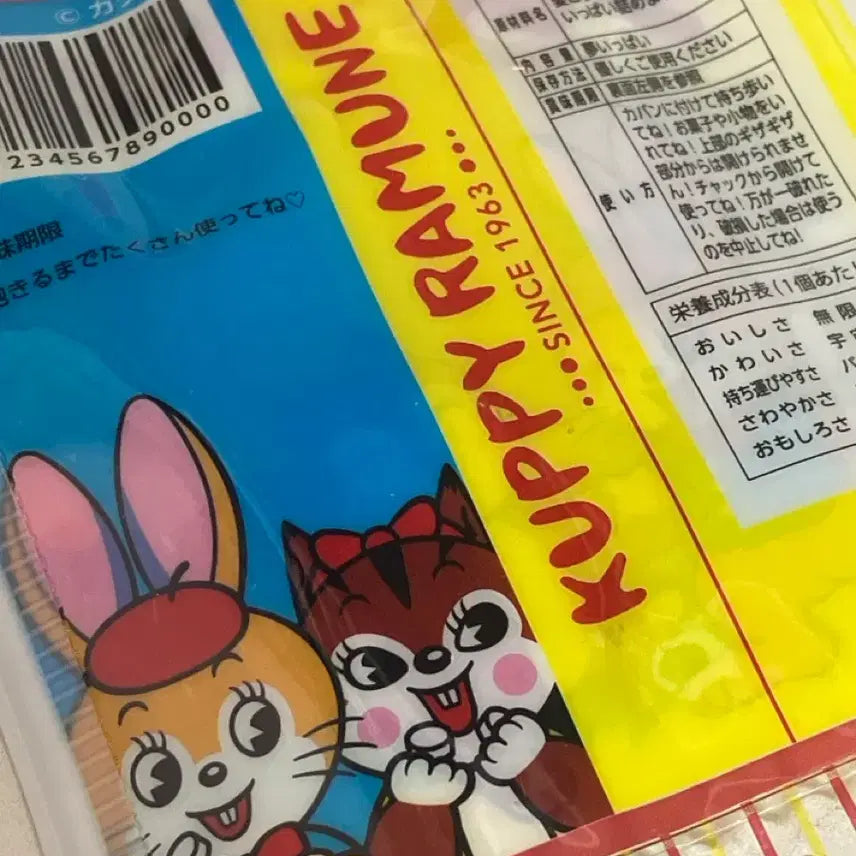 © カ
234567890000
味期限
飽きるまでたくさん使ってね♡
KUPPY RAMUNE
...SINCE 1963...
原材料名
いっぱい詰め
内容量 夢いっぱい
保存方法 優しくご使用ください
賞味期限 裏面左側を参照
使い方
カバンに付けて持ち歩い
てね！お菓子や小物をい
れてね！上部のギザギザ
部分からは開けられませ
ん！チャックから開けて
使ってね！万が一破れた
り、破損した場合は使う
のを中止してね！
栄養成分表(1個あた
おいしさ 無限
かわいさ 宇
持ち運びやすさ
さわやかさ
おもしろさ